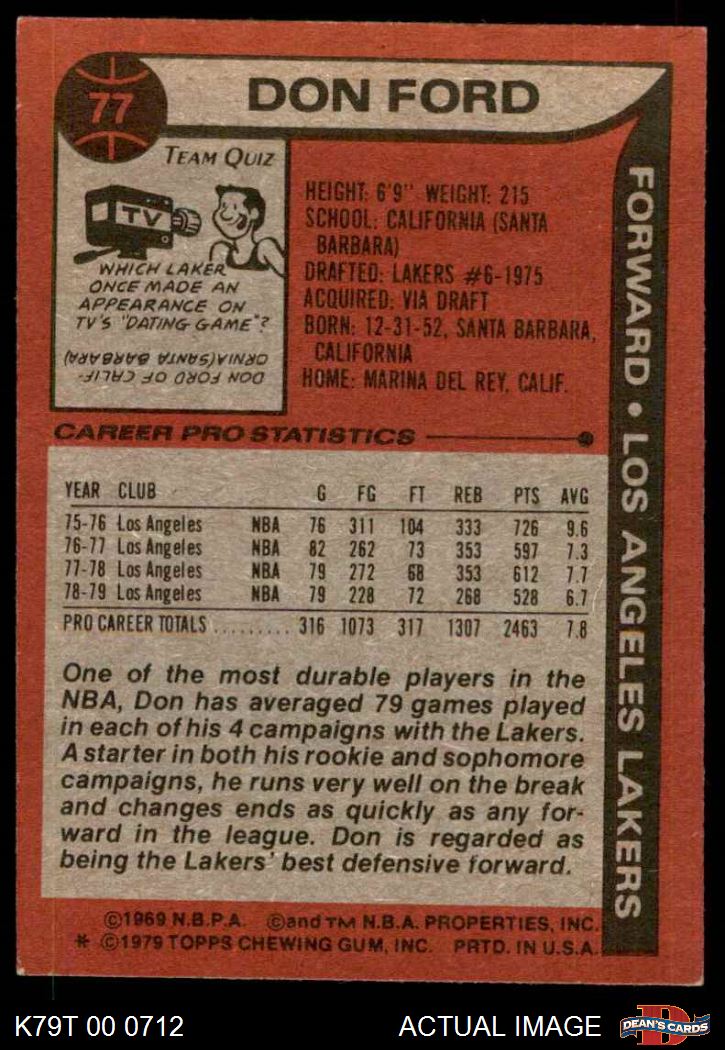 77
DON FORD
TEAM QUIZ
TV
WHICH LAKER
ONCE MADE AN
APPEARANCE ON
TV'S "DATING GAME"?
DON FORD OF CALIF-
ORNIA (SANTA BARBARA)
HEIGHT: 6'9" WEIGHT: 215
SCHOOL: CALIFORNIA (SANTA
BARBARA)
DRAFTED: LAKERS #6-1975
ACQUIRED: VIA DRAFT
BORN: 12-31-52, SANTA BARBARA,
CALIFORNIA
HOME: MARINA DEL REY, CALIF.
FORWARD • LOS ANGELES LAKERS
CAREER PRO STATISTICS
YEAR CLUB G FG FT REB PTS AVG
75-76 Los Angeles NBA 76 311 104 333 726 9.6
76-77 Los Angeles NBA 82 262 73 353 597 7.3
77-78 Los Angeles NBA 79 272 68 353 612 7.7
78-79 Los Angeles NBA 79 228 72 268 528 6.7
PRO CAREER TOTALS ......... 316 1073 317 1307 2463 7.8
One of the most durable players in the
NBA, Don has averaged 79 games played
in each of his 4 campaigns with the Lakers.
A starter in both his rookie and sophomore
campaigns, he runs very well on the break
and changes ends as quickly as any for-
ward in the league. Don is regarded as
being the Lakers' best defensive forward.
©1969 N.B.P.A. ©and TM N.B.A. PROPERTIES, INC.
* ©1979 TOPPS CHEWING GUM, INC. PRTD. IN U.S.A.
K79T 00 0712
ACTUAL IMAGE
D
DEAN'S CARDS